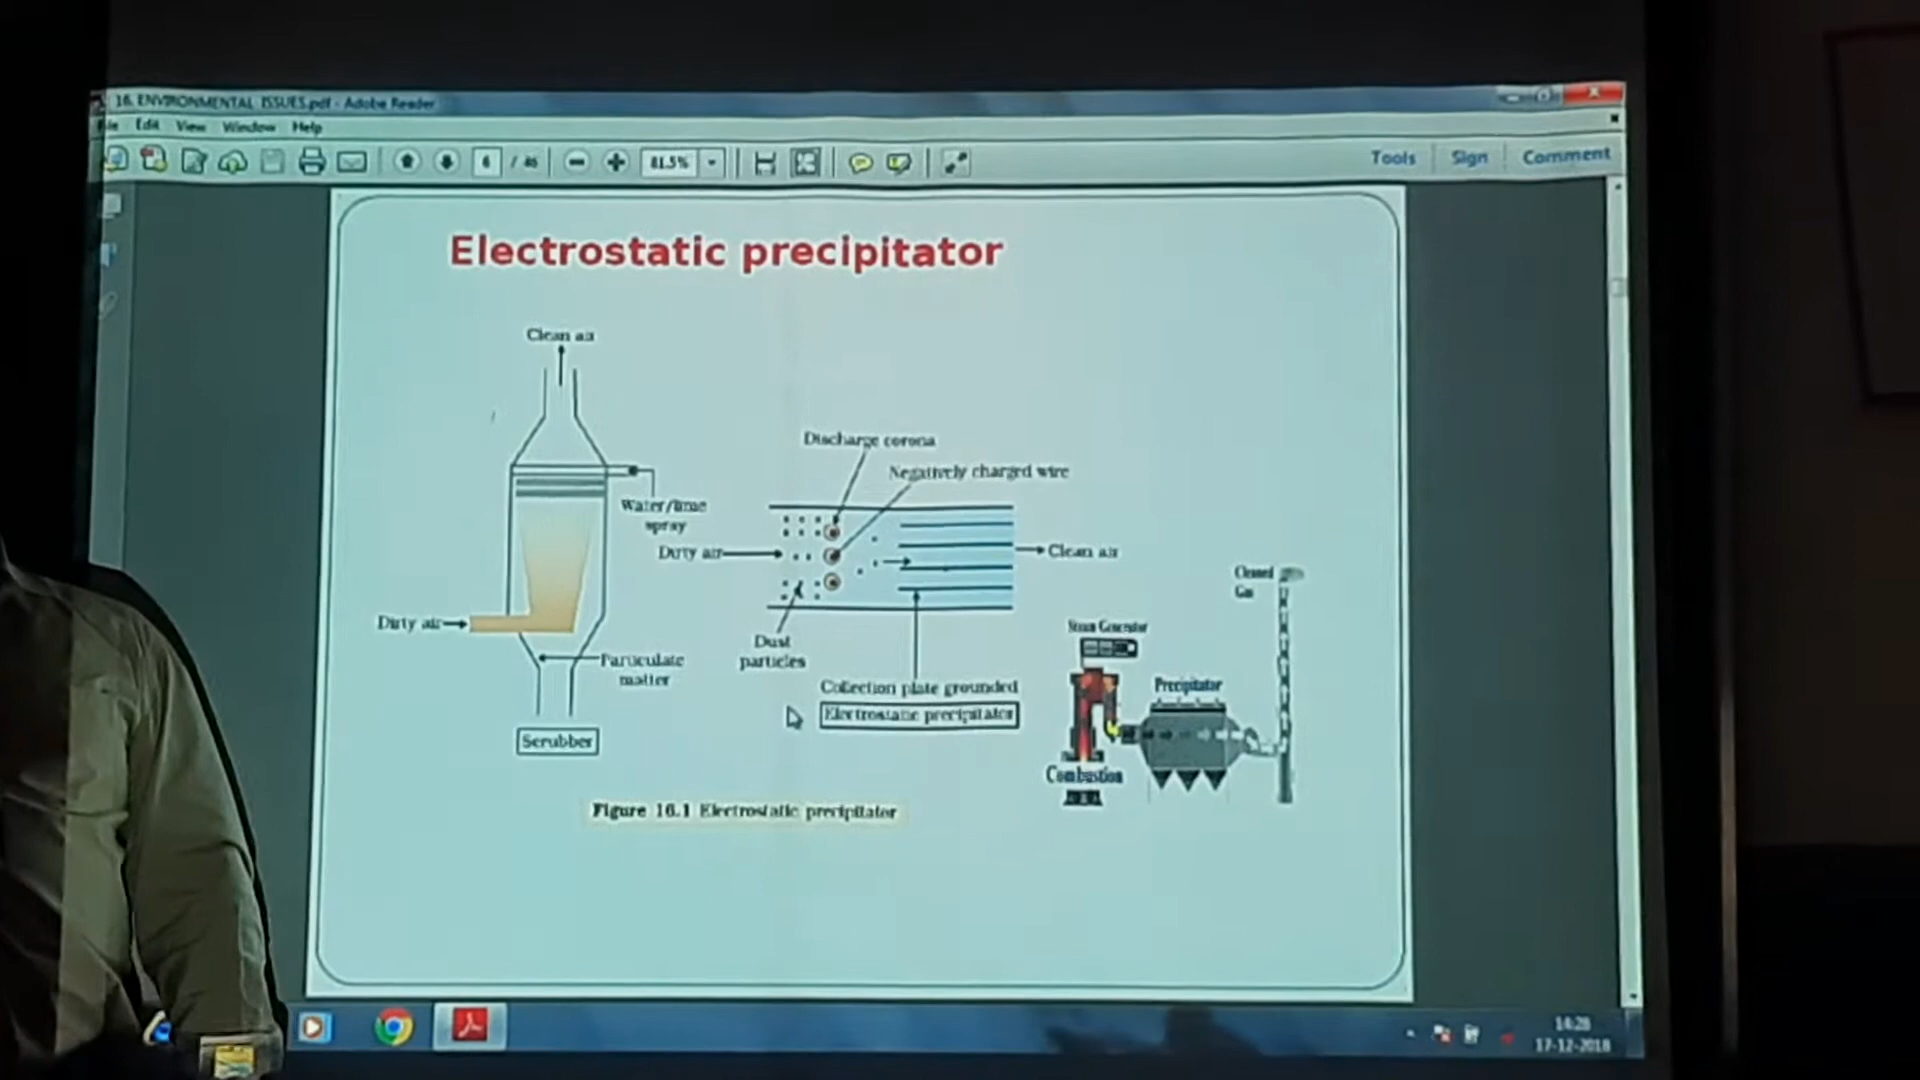 16. ENVIRONMENTAL ISSUES.pdf - Adobe Reader
File Edit View Window Help
6 / 46
81.5%
Tools Sign Comment
Electrostatic precipitator
Clean air
Water/lime
spray
Dirty air
Particulate
matter
Scrubber
Discharge corona
Negatively charged wire
Dirty air
Clean air
Dust
particles
Collection plate grounded
Electrostatic precipitator
Cleaned
Gas
Steam Generator
Precipitator
Combustion
Figure 16.1 Electrostatic precipitator
14:28
17-12-2018